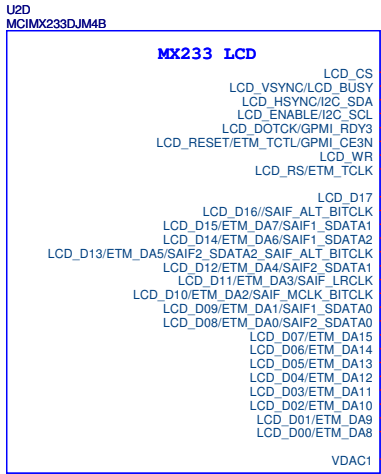 U2D
MCIMX233DJM4B
MX233 LCD
LCD_CS
LCD_VSYNC/LCD_BUSY
LCD_HSYNC/I2C_SDA
LCD_ENABLE/I2C_SCL
LCD_DOTCK/GPMI_RDY3
LCD_RESET/ETM_TCTL/GPMI_CE3N
LCD_WR
LCD_RS/ETM_TCLK
LCD_D17
LCD_D16//SAIF_ALT_BITCLK
LCD_D15/ETM_DA7/SAIF1_SDATA1
LCD_D14/ETM_DA6/SAIF1_SDATA2
LCD_D13/ETM_DA5/SAIF2_SDATA2_SAIF_ALT_BITCLK
LCD_D12/ETM_DA4/SAIF2_SDATA1
LCD_D11/ETM_DA3/SAIF_LRCLK
LCD_D10/ETM_DA2/SAIF_MCLK_BITCLK
LCD_D09/ETM_DA1/SAIF1_SDATA0
LCD_D08/ETM_DA0/SAIF2_SDATA0
LCD_D07/ETM_DA15
LCD_D06/ETM_DA14
LCD_D05/ETM_DA13
LCD_D04/ETM_DA12
LCD_D03/ETM_DA11
LCD_D02/ETM_DA10
LCD_D01/ETM_DA9
LCD_D00/ETM_DA8
VDAC1